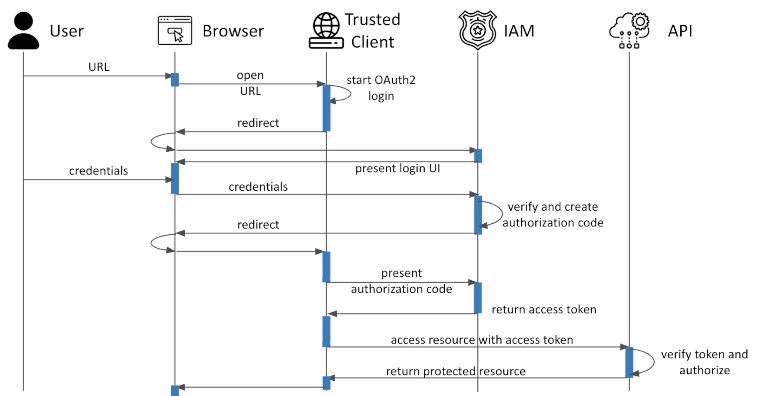 User
Browser
Trusted
Client
IAM
API
URL
open
URL
start OAuth2
login
redirect
present login UI
credentials
credentials
verify and create
authorization code
redirect
present
authorization code
return access token
access resource with access token
verify token and
authorize
return protected resource